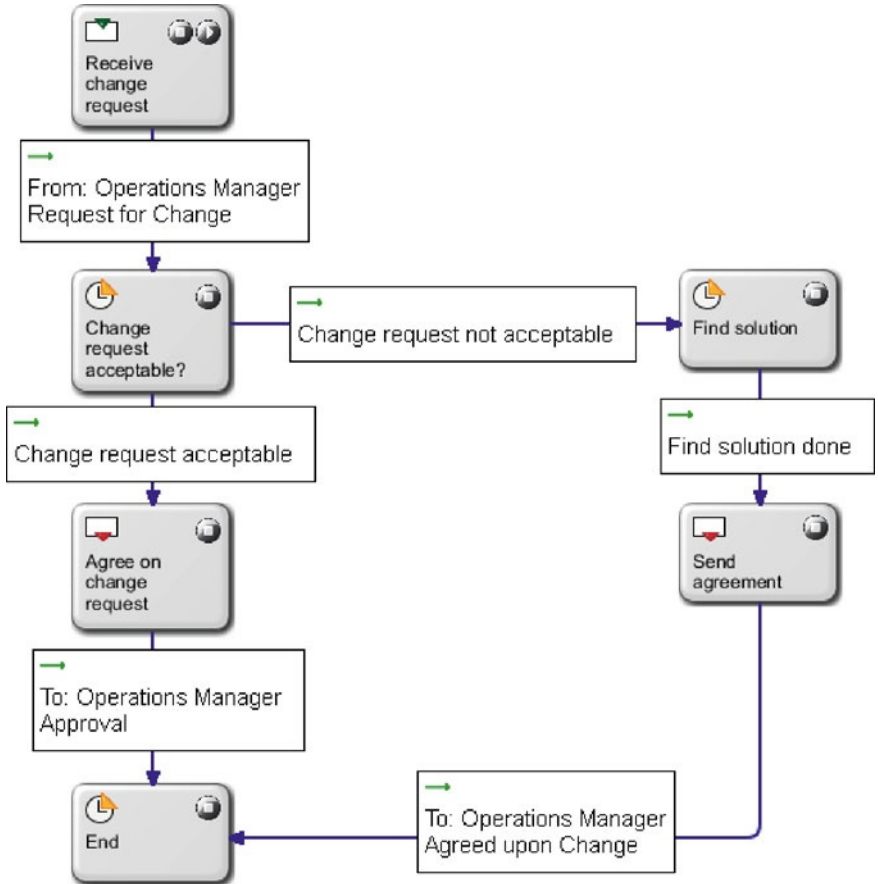 Receive
change
request
From: Operations Manager
Request for Change
Change
request
acceptable?
Change request not acceptable
Find solution
Change request acceptable
Find solution done
Agree on
change
request
Send
agreement
To: Operations Manager
Approval
End
To: Operations Manager
Agreed upon Change